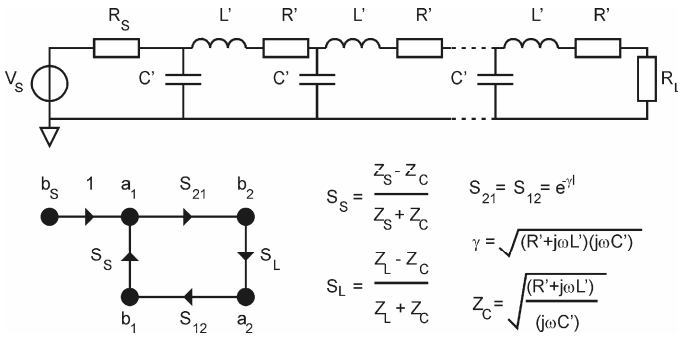 R_S L' R' L' R' L' R'
V_S C' C' C' R_L
b_S 1 a_1 S_21 b_2
S_S S_L
b_1 S_12 a_2
S_S = (Z_S - Z_C) / (Z_S + Z_C)
S_L = (Z_L - Z_C) / (Z_L + Z_C)
S_21 = S_12 = e^-γl
γ = √(R'+jωL')(jωC')
Z_C = √((R'+jωL') / (jωC'))